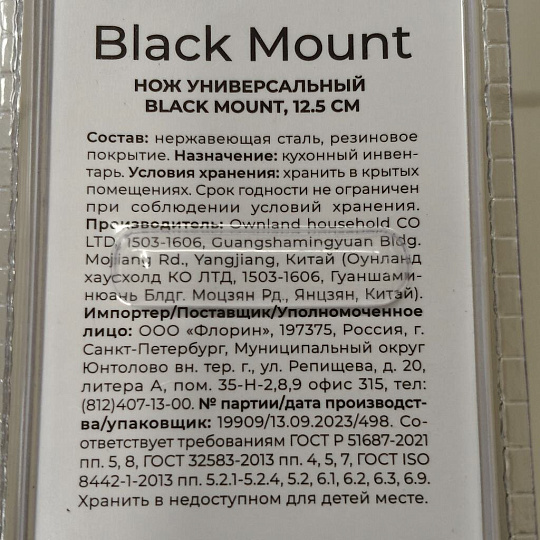 Black Mount
НОЖ УНИВЕРСАЛЬНЫЙ
BLACK MOUNT, 12.5 СМ
Состав: нержавеющая сталь, резиновое
покрытие. Назначение: кухонный инвен-
тарь. Условия хранения: хранить в крытых
помещениях. Срок годности не ограничен
при соблюдении условий хранения.
Производитель: Ownland household CO
LTD, 1503-1606, Guangshamingyuan Bldg.
Mojiang Rd., Yangjiang, Китай (Оунланд
хаусхолд КО ЛТД, 1503-1606, Гуаншами-
нюань Блдг. Моцзян Рд., Янцзян, Китай).
Импортер/Поставщик/Уполномоченное
лицо: ООО «Флорин», 197375, Россия, г.
Санкт-Петербург, Муниципальный округ
Юнтолово вн. тер. г., ул. Репищева, д. 20,
литера А, пом. 35-Н-2,8,9 офис 315, тел:
(812)407-13-00. № партии/дата производст-
ва/упаковщик: 19909/13.09.2023/498. Со-
ответствует требованиям ГОСТ Р 51687-2021
пп. 5, 8, ГОСТ 32583-2013 пп. 4, 5, 7, ГОСТ ISO
8442-1-2013 пп. 5.2.1-5.2.4, 5.2, 6.1, 6.2, 6.3, 6.9.
Хранить в недоступном для детей месте.